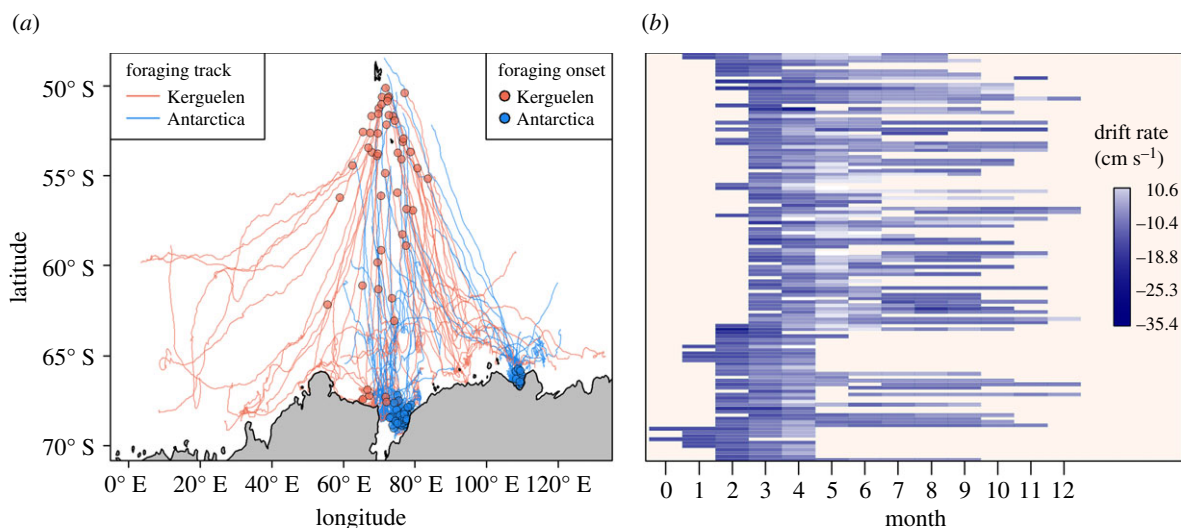 (a)
foraging track
Kerguelen
Antarctica
foraging onset
Kerguelen
Antarctica
50° S
55° S
60° S
65° S
70° S
latitude
0° E 20° E 40° E 60° E 80° E 100° E 120° E
longitude
(b)
drift rate
(cm s⁻¹)
10.6
–10.4
–18.8
–25.3
–35.4
0 1 2 3 4 5 6 7 8 9 10 11 12
month